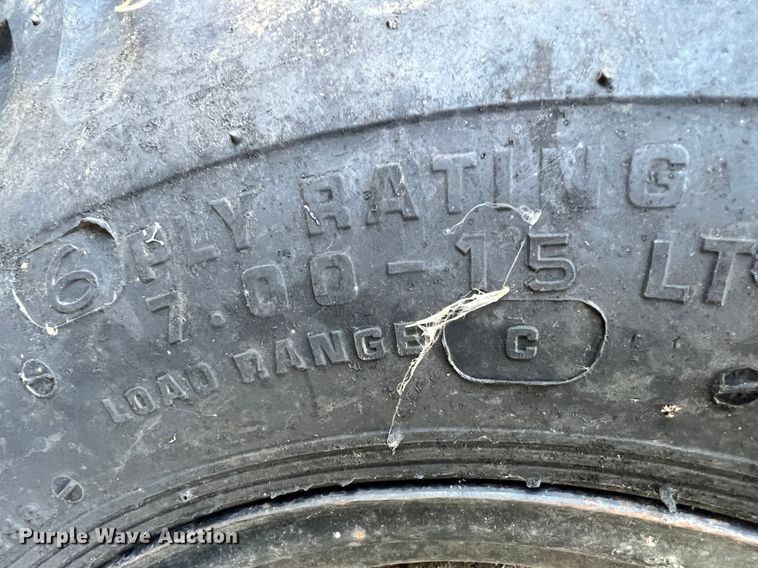 6 PLY RATING
7.00-15 LT
LOAD RANGE C
Purple Wave Auction